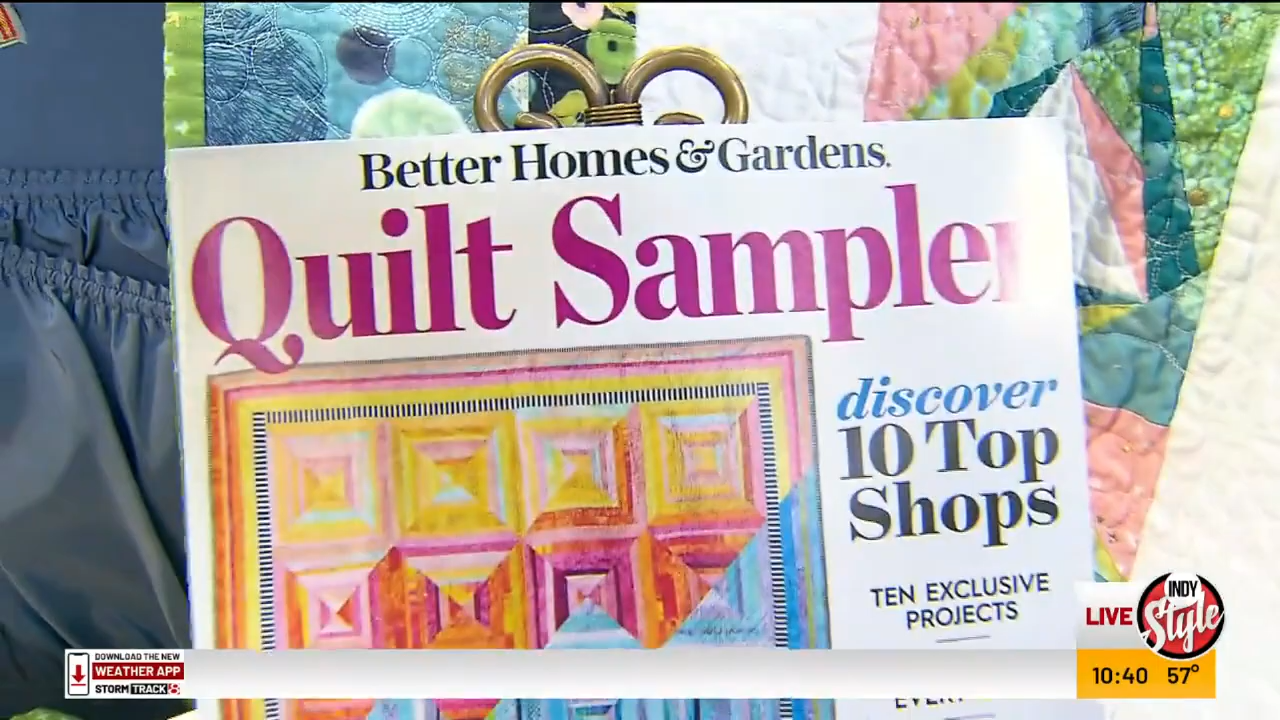 Better Homes & Gardens.
Quilt Sampler
discover
10 Top
Shops
TEN EXCLUSIVE
PROJECTS
LIVE
INDY
Style
DOWNLOAD THE NEW
WEATHER APP
STORM TRACK 8
10:40 57°